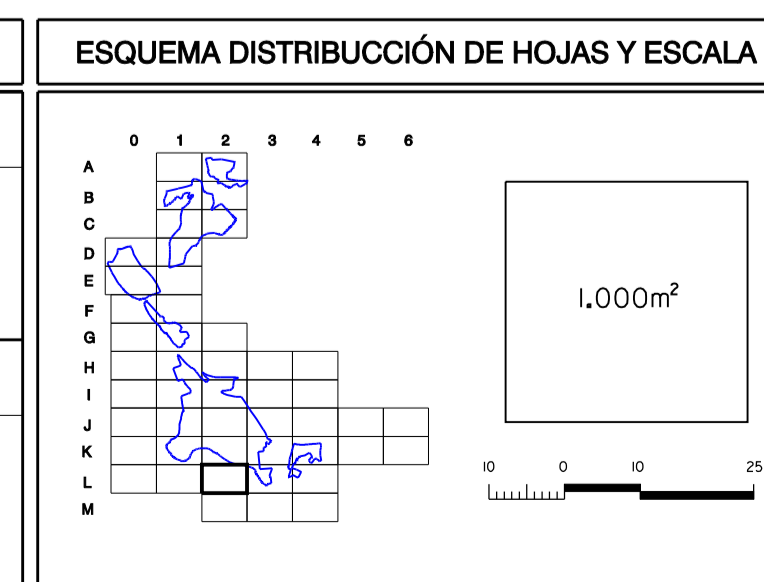 ESQUEMA DISTRIBUCCIÓN DE HOJAS Y ESCALA
0 1 2 3 4 5 6
A
B
C
D
E
F
G
H
I
J
K
L
M
1.000m²
10 0 10 25